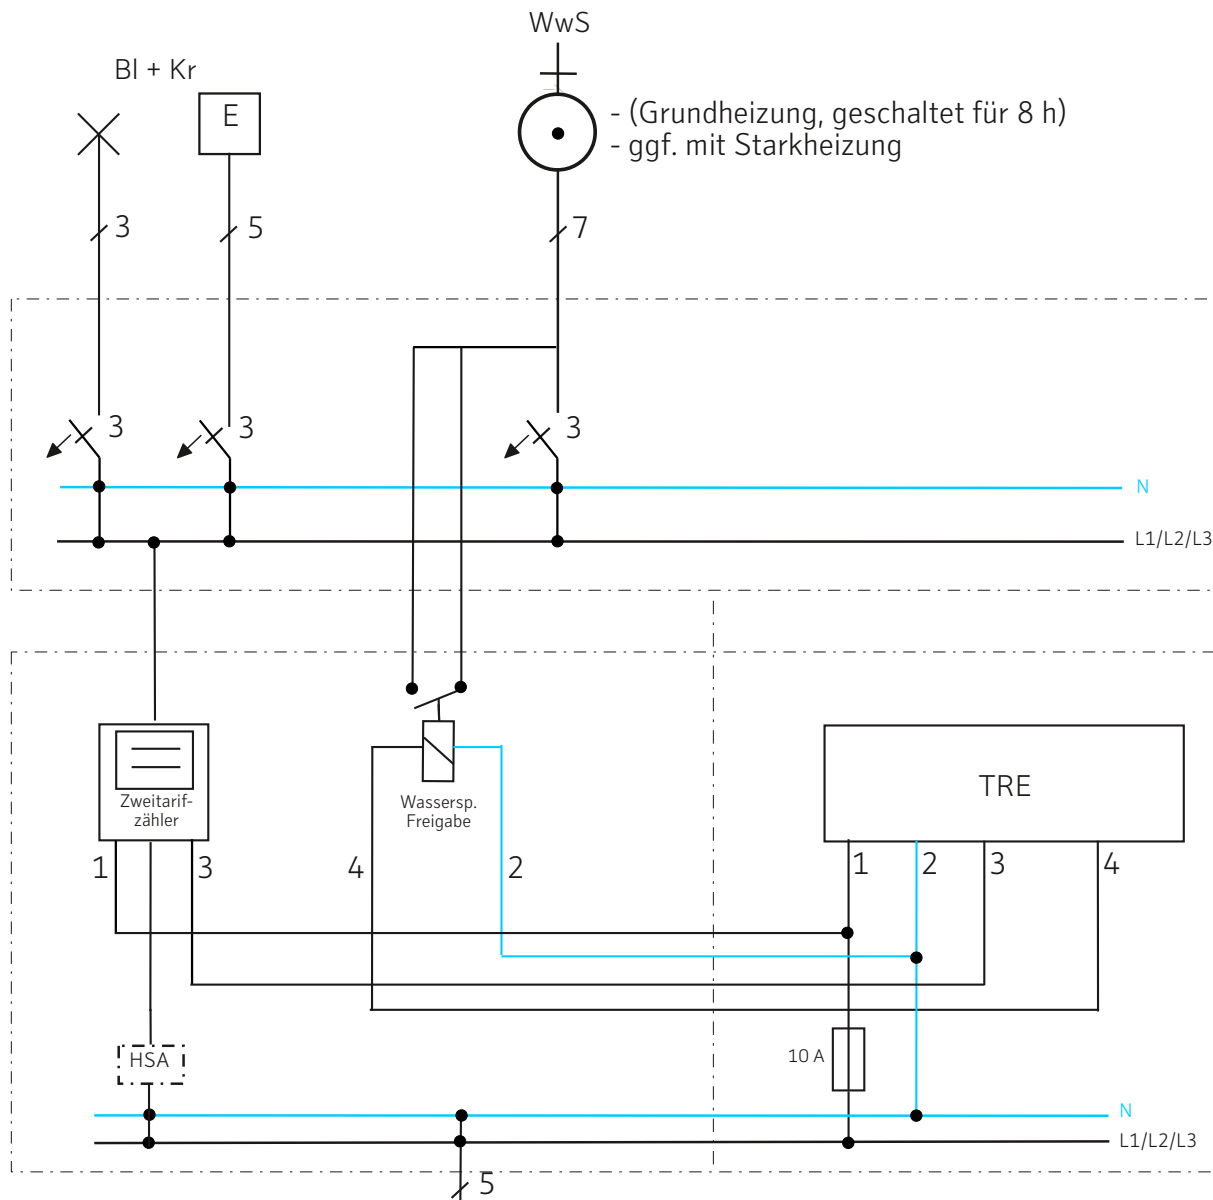 WwS
Bl + Kr
E
- (Grundheizung, geschaltet für 8 h)
- ggf. mit Starkheizung
3
5
7
3
3
3
N
L1/L2/L3
Zweitarif-
zähler
Wassersp.
Freigabe
TRE
1
3
4
2
1
2
3
4
HSA
10 A
N
L1/L2/L3
5